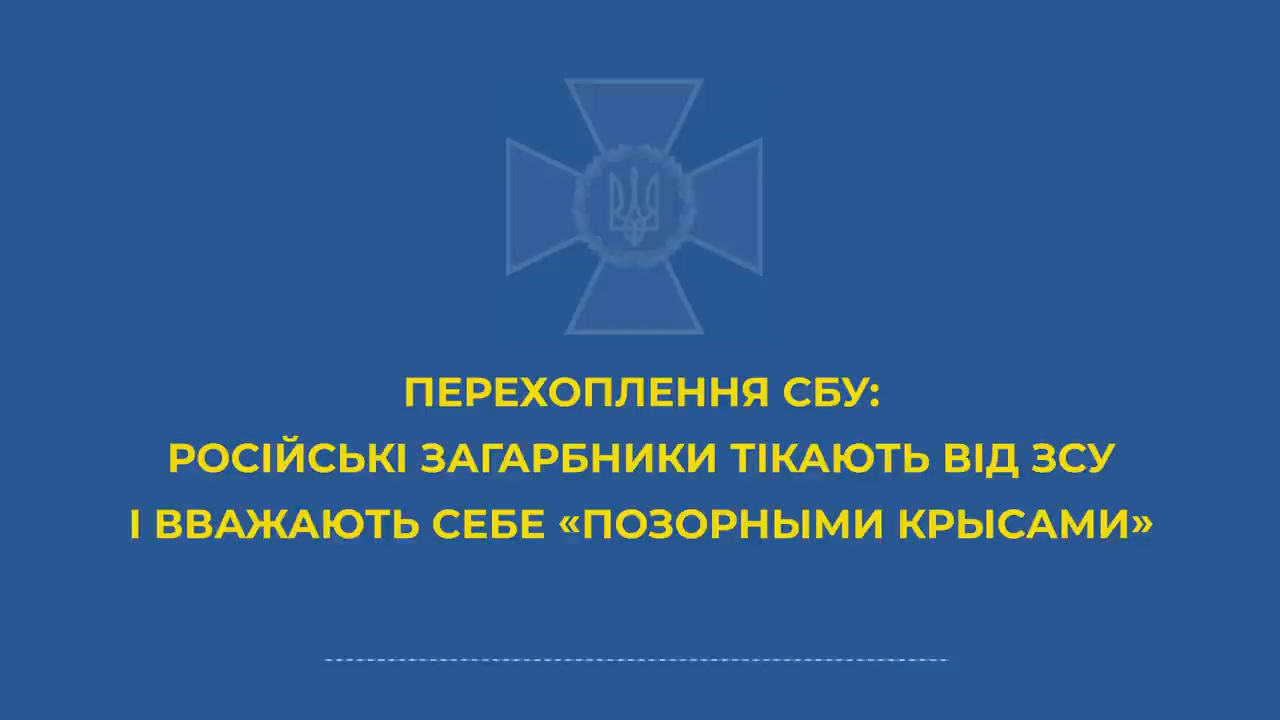 ПЕРЕХОПЛЕННЯ СБУ:
РОСІЙСЬКІ ЗАГАРБНИКИ ТІКАЮТЬ ВІД ЗСУ
І ВВАЖАЮТЬ СЕБЕ «ПОЗОРНЫМИ КРЫСАМИ»